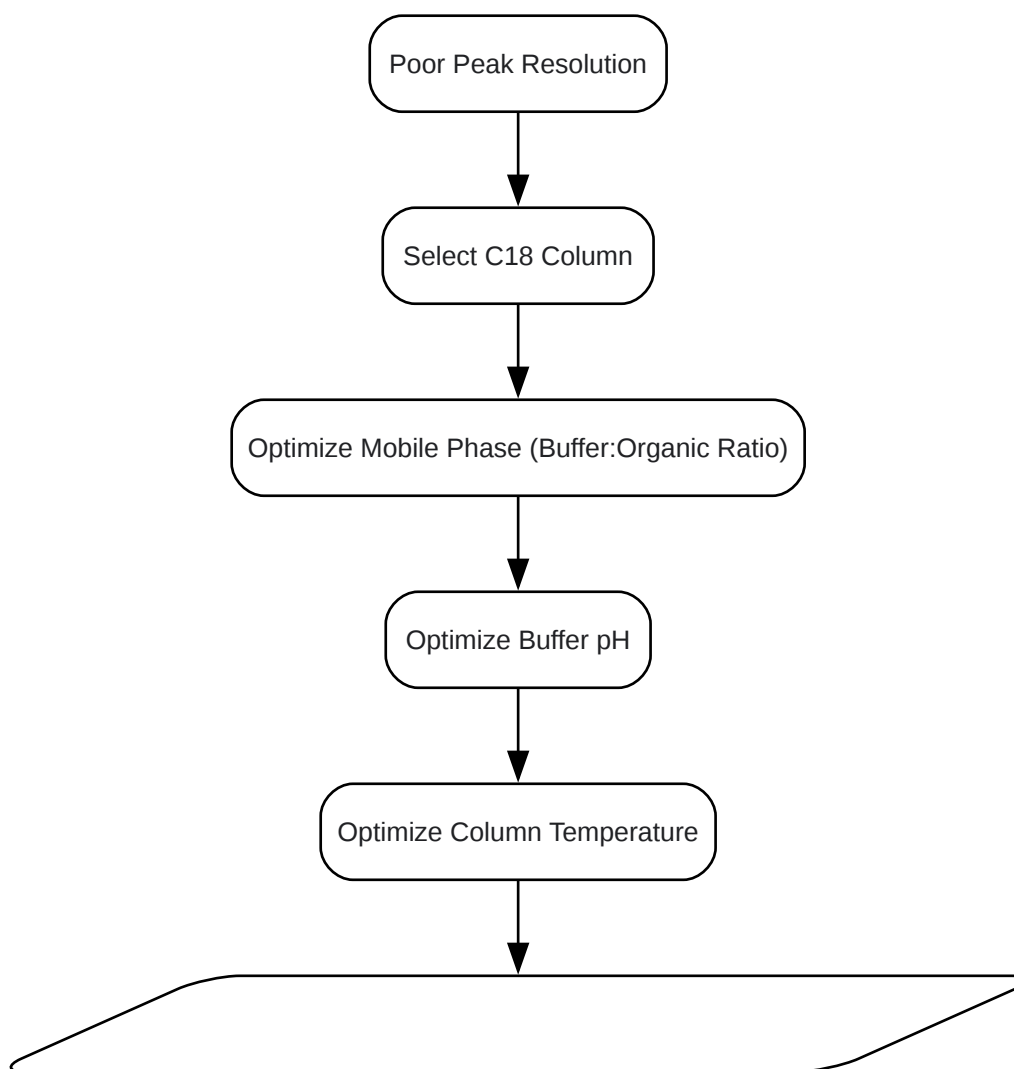 Poor Peak Resolution
Select C18 Column
Optimize Mobile Phase (Buffer:Organic Ratio)
Optimize Buffer pH
Optimize Column Temperature